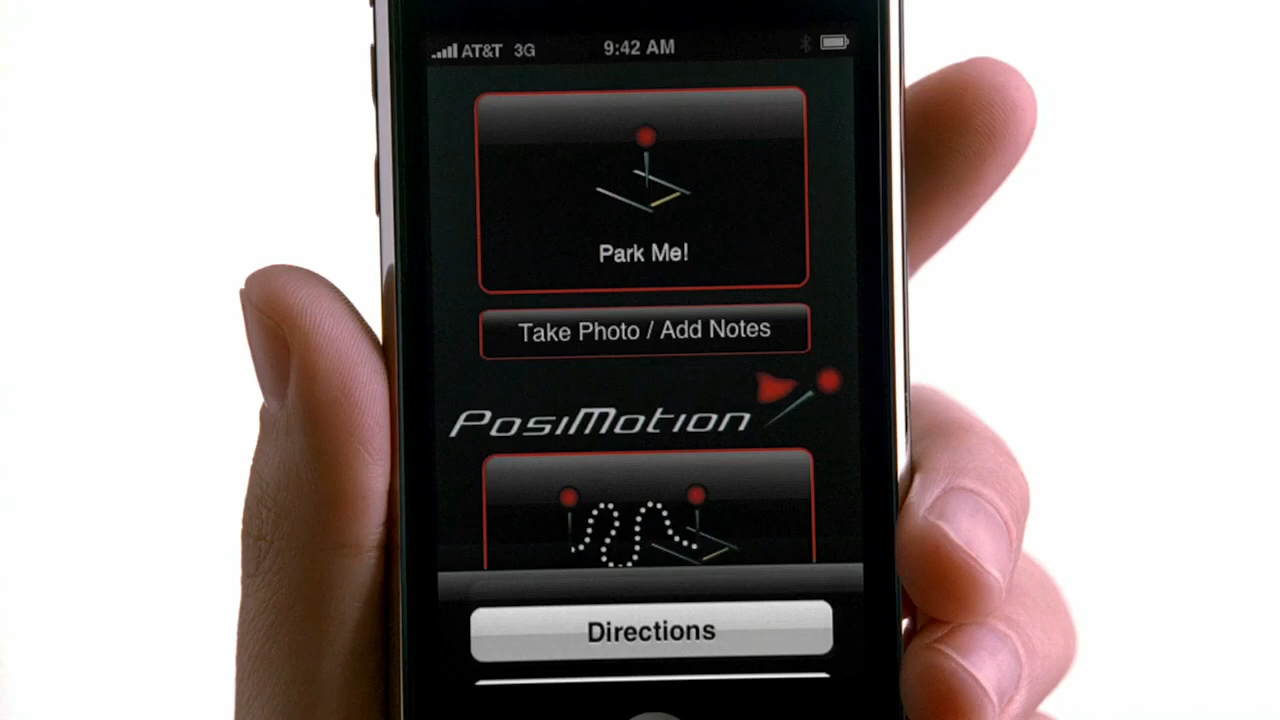 AT&T 3G 9:42 AM
Park Me!
Take Photo / Add Notes
PosiMotion
Directions